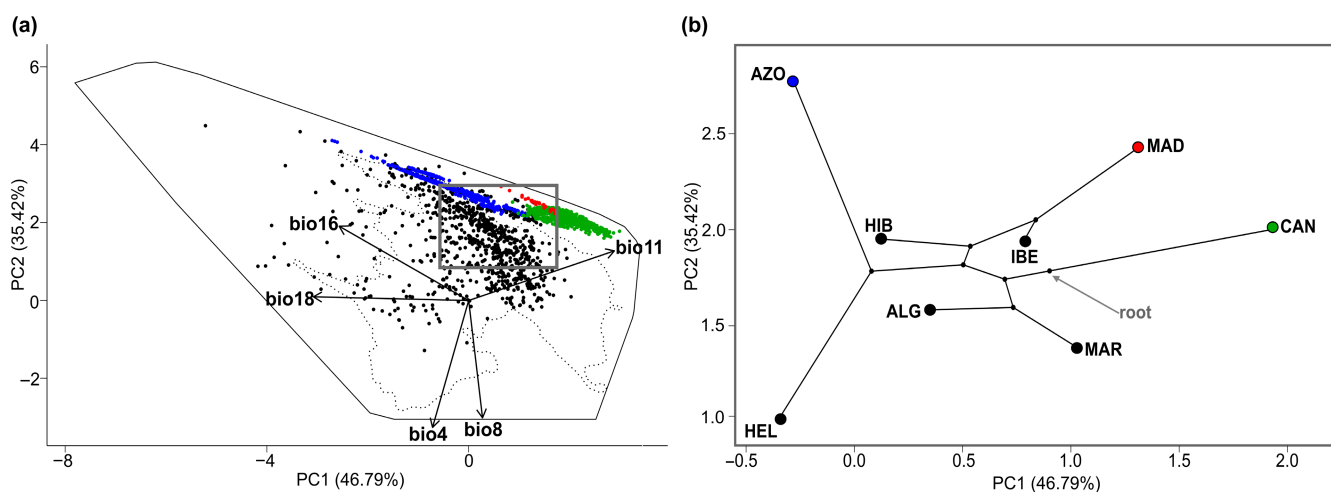 (a)
6
4
2
0
−2
PC2 (35.42%)
bio16
bio11
bio18
bio4
bio8
−8
−4
0
PC1 (46.79%)
(b)
2.5
2.0
1.5
1.0
PC2 (35.42%)
AZO
MAD
HIB
IBE
CAN
ALG
root
MAR
HEL
−0.5
0.0
0.5
1.0
1.5
2.0
PC1 (46.79%)